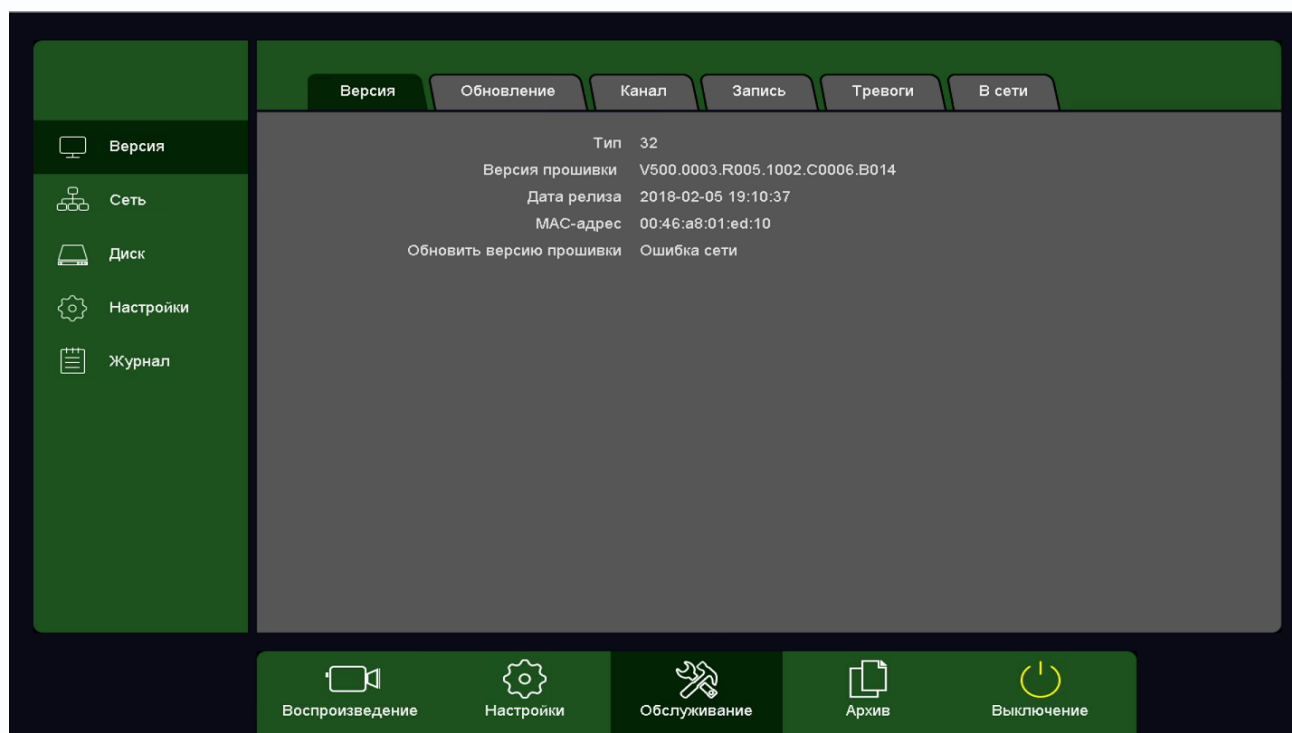 Версия Обновление Канал Запись Тревоги В сети
Версия
Сеть
Диск
Настройки
Журнал
Тип 32
Версия прошивки V500.0003.R005.1002.C0006.B014
Дата релиза 2018-02-05 19:10:37
MAC-адрес 00:46:a8:01:ed:10
Обновить версию прошивки Ошибка сети
Воспроизведение Настройки Обслуживание Архив Выключение